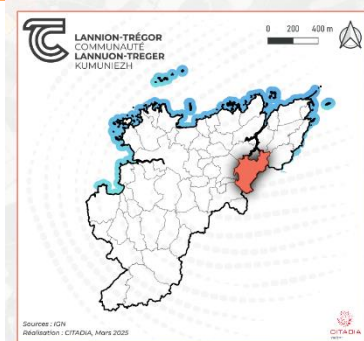 LANNION-TRÉGOR
COMMUNAUTÉ
LANNUON-TREGER
KUMUNIEZH
0 200 400 m
Sources : IGN
Réalisation : CITADIA, Mars 2025
CITADIA